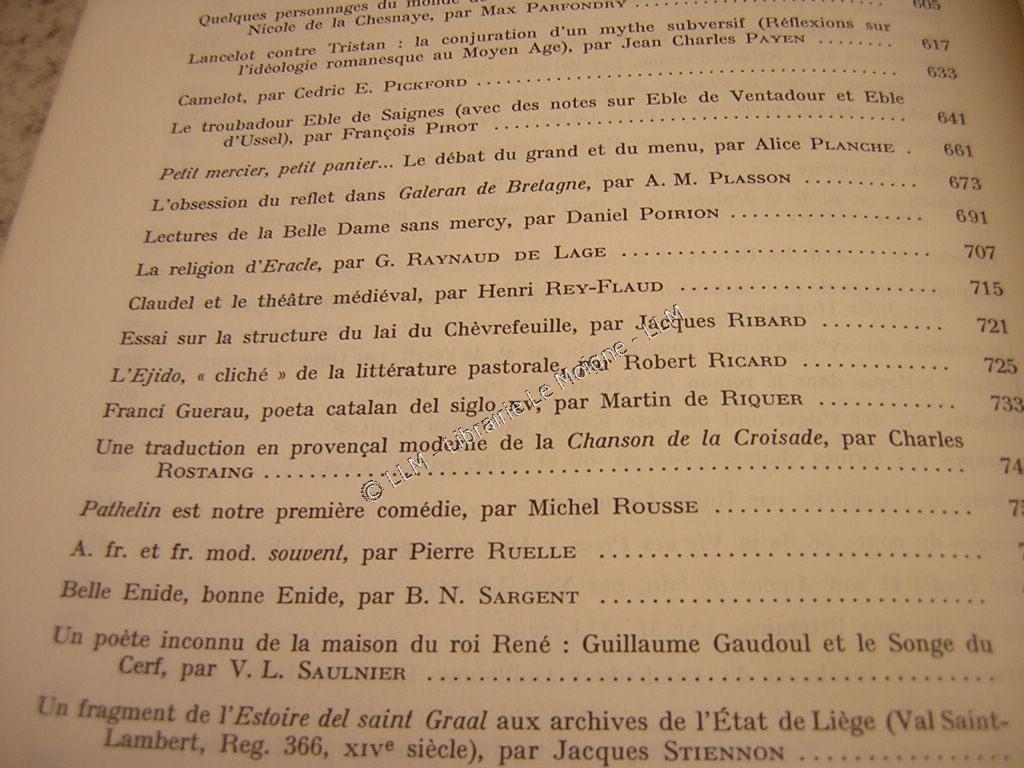 Quelques personnages du monde
Nicole de la Chesnaye, par Max PARFONDRY . . . . . . . . . . . . . . . . 605
Lancelot contre Tristan : la conjuration d'un mythe subversif (Réflexions sur
l'idéologie romanesque au Moyen Age), par Jean Charles PAYEN . . . . . . . . 617
Camelot, par Cedric E. PICKFORD . . . . . . . . . . . . . . . . . . . . . . . . . . . . . . . . . 633
Le troubadour Eble de Saignes (avec des notes sur Eble de Ventadour et Eble
d'Ussel), par François PIROT . . . . . . . . . . . . . . . . . . . . . . . . . . . . . . . . . 641
Petit mercier, petit panier... Le débat du grand et du menu, par Alice PLANCHE . 661
L'obsession du reflet dans Galeran de Bretagne, par A. M. PLASSON . . . . . . . . . . . 673
Lectures de la Belle Dame sans mercy, par Daniel POIRION . . . . . . . . . . . . . . . . . . 691
La religion d'Eracle, par G. RAYNAUD DE LAGE . . . . . . . . . . . . . . . . . . . . . . . . . 707
Claudel et le théâtre médiéval, par Henri REY-FLAUD . . . . . . . . . . . . . . . . . . . . . 715
Essai sur la structure du lai du Chèvrefeuille, par Jacques RIBARD . . . . . . . . . . . 721
L'Ejido, « cliché » de la littérature pastorale, par Robert RICARD . . . . . . . . . . . . . 725
Francí Guerau, poeta catalan del siglo XV, par Martin de RIQUER . . . . . . . . . . . . 733
Une traduction en provençal moderne de la Chanson de la Croisade, par Charles
ROSTAING . . . . . . . . . . . . . . . . . . . . . . . . . . . . . . . . . . . . . . . . . . . . . . . . . . . 74
Pathelin est notre première comédie, par Michel ROUSSE . . . . . . . . . . . . . . . . . . . 75
A. fr. et fr. mod. souvent, par Pierre RUELLE . . . . . . . . . . . . . . . . . . . . . . . . . . . . 7
Belle Enide, bonne Enide, par B. N. SARGENT . . . . . . . . . . . . . . . . . . . . . . . . . . . .
Un poète inconnu de la maison du roi René : Guillaume Gaudoul et le Songe du
Cerf, par V. L. SAULNIER . . . . . . . . . . . . . . . . . . . . . . . . . . . . . . . . . . . . . . . .
Un fragment de l'Estoire del saint Graal aux archives de l'État de Liège (Val Saint-
Lambert, Reg. 366, XIVe siècle), par Jacques STIENNON . . . . . . . . . . . . . . .
© LLM - Librairie Le Moigne - LLM